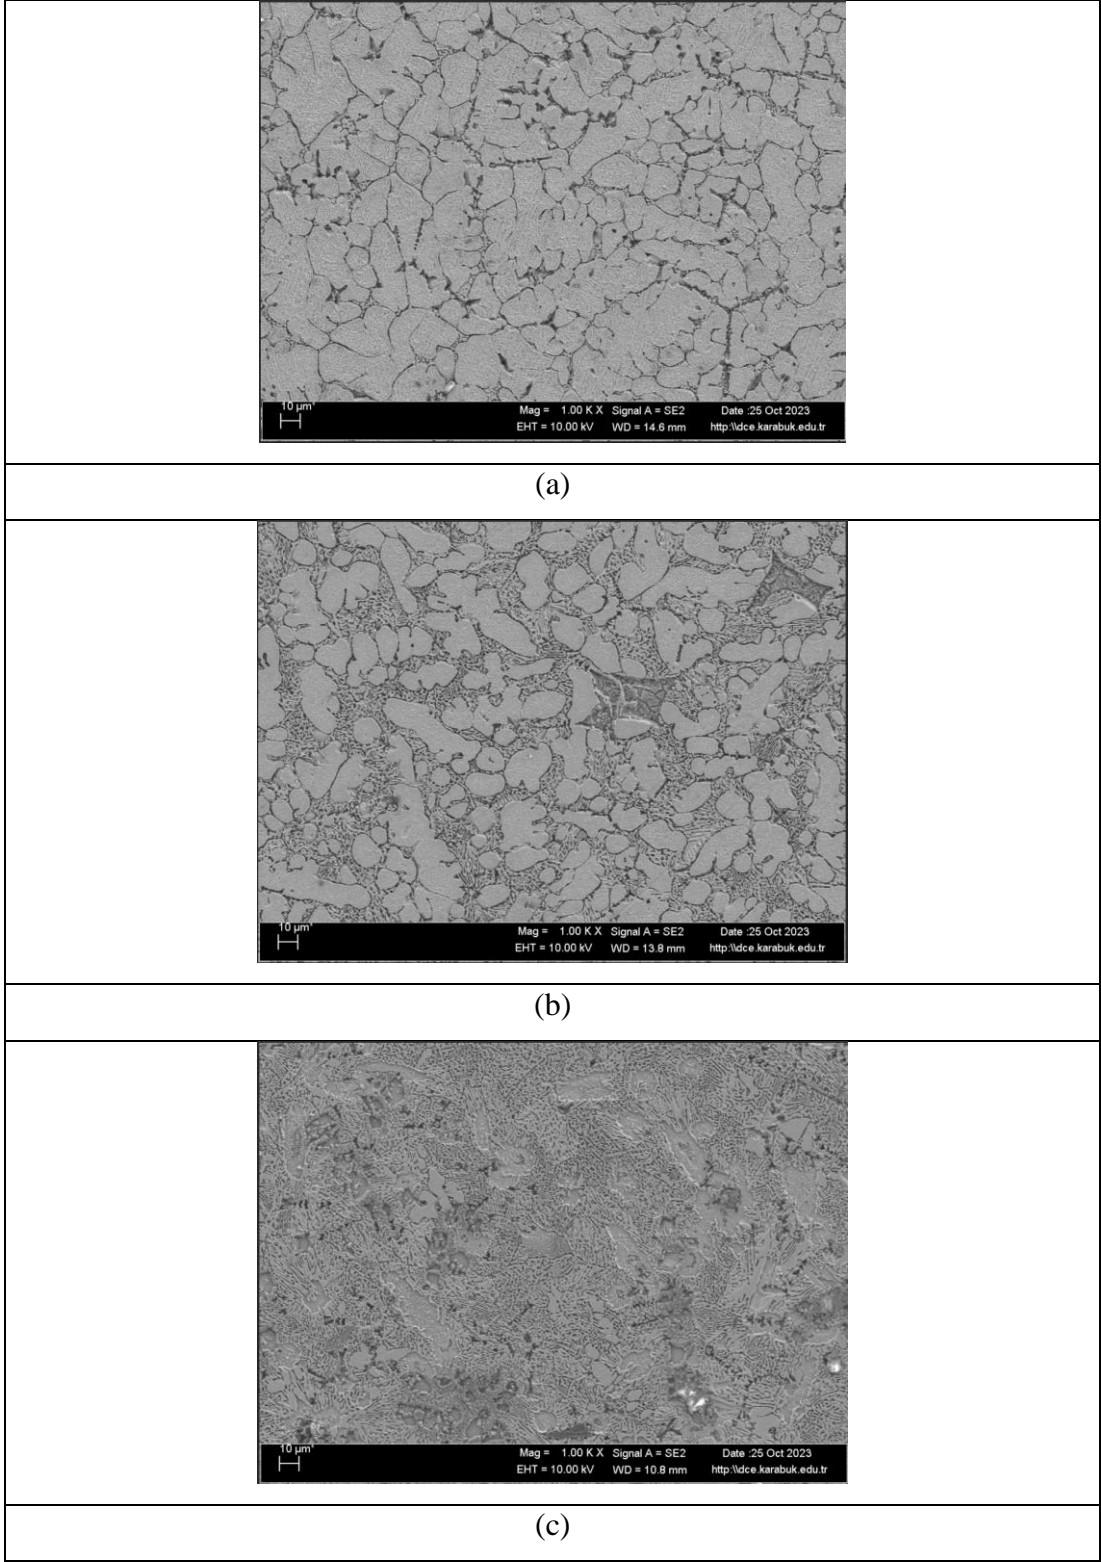 10 µm
Mag = 1.00 K X Signal A = SE2 Date :25 Oct 2023
EHT = 10.00 kV WD = 14.6 mm http:\\dce.karabuk.edu.tr
(a)
10 µm
Mag = 1.00 K X Signal A = SE2 Date :25 Oct 2023
EHT = 10.00 kV WD = 13.8 mm http:\\dce.karabuk.edu.tr
(b)
10 µm
Mag = 1.00 K X Signal A = SE2 Date :25 Oct 2023
EHT = 10.00 kV WD = 10.8 mm http:\\dce.karabuk.edu.tr
(c)